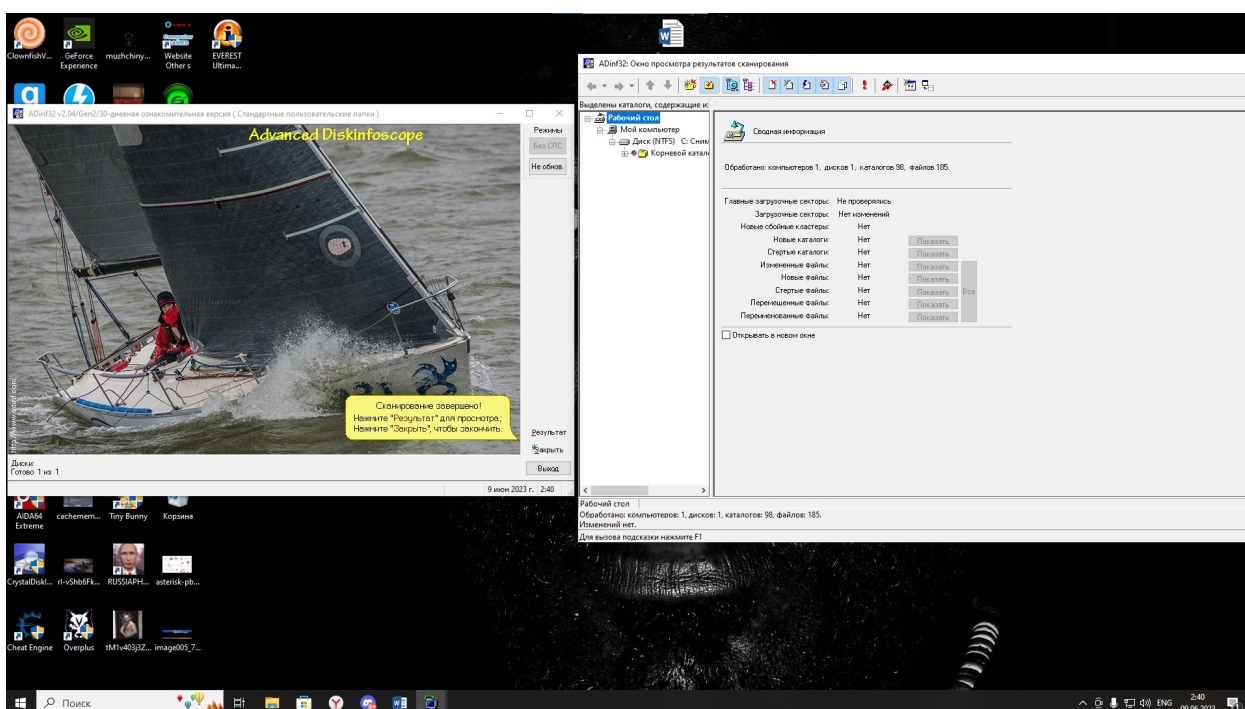 ClownfishV...
GeForce
Experience
muzhchiny...
Website
Other s
EVEREST
Ultima...
ADinf32 v2.04/Gen2/30-дневная ознакомительная версия ( Стандартные пользовательские папки )
Advanced Diskinfoscope
Режимы
Без CRC
Не обнов.
http://www.adinf.com
Сканирование завершено!
Нажмите "Результат" для просмотра;
Нажмите "Закрыть", чтобы закончить.
Результат
Закрыть
Диски:
Готово 1 из 1
Выход
9 июн 2023 г. 2:40
ADinf32: Окно просмотра результатов сканирования
Выделены каталоги, содержащие и:
Рабочий стол
Мой компьютер
Диск (NTFS) C: Сним
Корневой катало
Сводная информация
Обработано: компьютеров 1, дисков 1, каталогов 98, файлов 185.
Главные загрузочные секторы: Не проверялись
Загрузочные секторы: Нет изменений
Новые сбойные кластеры: Нет
Новые каталоги: Нет Показать
Стертые каталоги: Нет Показать
Измененные файлы: Нет Показать
Новые файлы: Нет Показать
Стертые файлы: Нет Показать Все
Перемещенные файлы: Нет Показать
Переименованные файлы: Нет Показать
Открывать в новом окне
Рабочий стол
Обработано: компьютеров: 1, дисков: 1, каталогов: 98, файлов: 185.
Изменений нет.
Для вызова подсказки нажмите F1
AIDA64
Extreme
cachemem...
Tiny Bunny
Корзина
CrystalDiskI...
rl-vShb6Fk...
RUSSIAPH...
asterisk-pb...
Cheat Engine
Overplus
tM1v403j3Z...
image005_7...
Поиск
ENG
2:40
09.06.2023